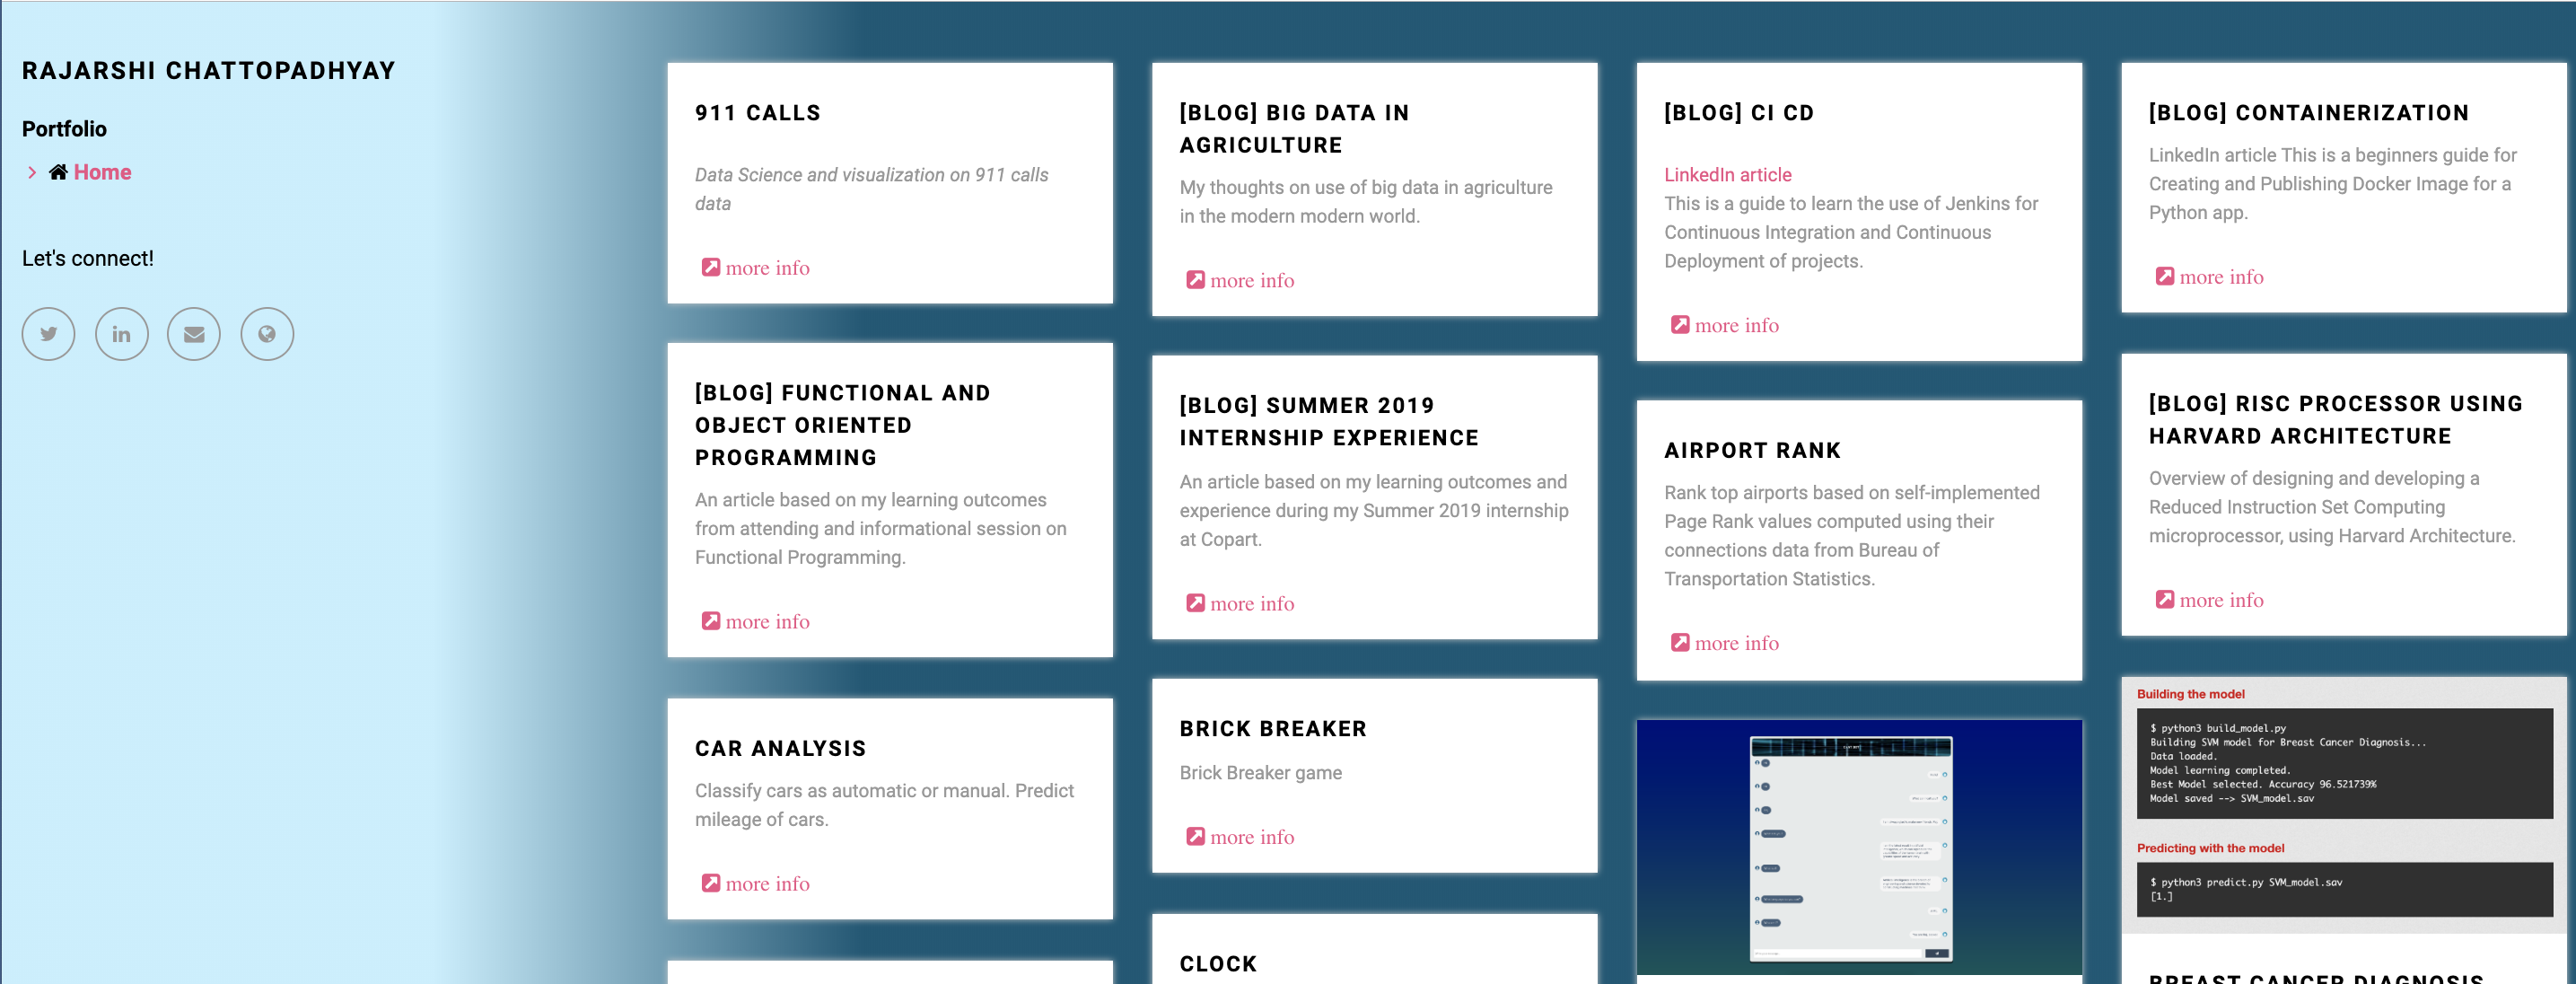 RAJARSHI CHATTOPADHYAY
Portfolio
Home
Let's connect!
911 CALLS
Data Science and visualization on 911 calls
data
more info
[BLOG] FUNCTIONAL AND
OBJECT ORIENTED
PROGRAMMING
An article based on my learning outcomes
from attending and informational session on
Functional Programming.
more info
CAR ANALYSIS
Classify cars as automatic or manual. Predict
mileage of cars.
more info
[BLOG] BIG DATA IN
AGRICULTURE
My thoughts on use of big data in agriculture
in the modern modern world.
more info
[BLOG] SUMMER 2019
INTERNSHIP EXPERIENCE
An article based on my learning outcomes and
experience during my Summer 2019 internship
at Copart.
more info
BRICK BREAKER
Brick Breaker game
more info
CLOCK
[BLOG] CI CD
LinkedIn article
This is a guide to learn the use of Jenkins for
Continuous Integration and Continuous
Deployment of projects.
more info
AIRPORT RANK
Rank top airports based on self-implemented
Page Rank values computed using their
connections data from Bureau of
Transportation Statistics.
more info
[BLOG] CONTAINERIZATION
LinkedIn article This is a beginners guide for
Creating and Publishing Docker Image for a
Python app.
more info
[BLOG] RISC PROCESSOR USING
HARVARD ARCHITECTURE
Overview of designing and developing a
Reduced Instruction Set Computing
microprocessor, using Harvard Architecture.
more info
Building the model
$ python3 build_model.py
Building SVM model for Breast Cancer Diagnosis...
Data loaded.
Model learning completed.
Best Model selected. Accuracy 96.521739%
Model saved --> SVM_model.sav
Predicting with the model
$ python3 predict.py SVM_model.sav
[1.]
BREAST CANCER DIAGNOSIS